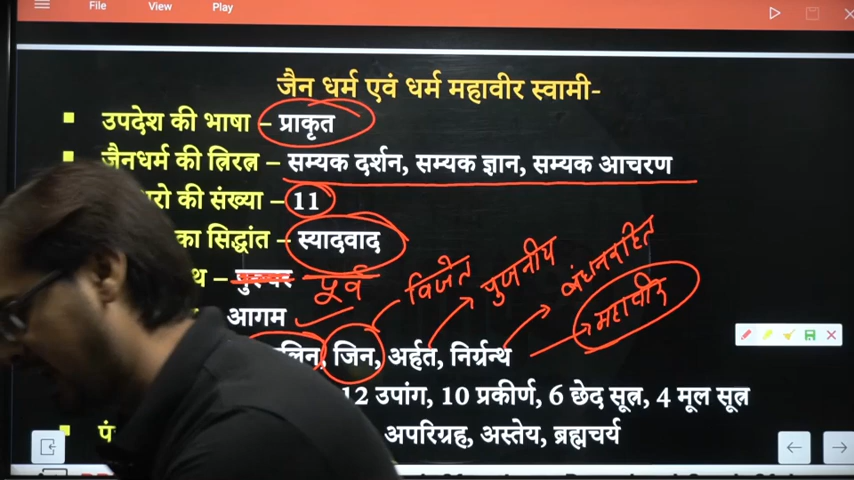 File View Play
जैन धर्म एवं धर्म महावीर स्वामी-
उपदेश की भाषा – प्राकृत
जैनधर्म की त्रिरत्न – सम्यक दर्शन, सम्यक ज्ञान, सम्यक आचरण
रो की संख्या – 11
का सिद्धांत – स्यादवाद
थ – पूर्व विजेत पुजनीय बंधनरहित
आगम महावीर
लिन, जिन, अर्हत, निर्ग्रन्थ
12 उपांग, 10 प्रकीर्ण, 6 छेद सूत्र, 4 मूल सूत्र
पं अपरिग्रह, अस्तेय, ब्रह्मचर्य